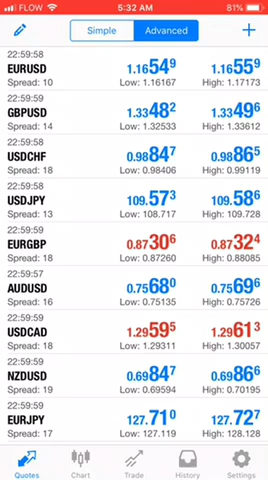 FLOW 5:32 AM 81%
Simple Advanced
22:59:58
EURUSD 1.16549 1.16559
Spread: 10 Low: 1.16167 High: 1.17173
22:59:59
GBPUSD 1.33482 1.33496
Spread: 14 Low: 1.32533 High: 1.33612
22:59:58
USDCHF 0.98847 0.98865
Spread: 18 Low: 0.98406 High: 0.99119
22:59:58
USDJPY 109.573 109.586
Spread: 13 Low: 108.717 High: 109.728
22:59:59
EURGBP 0.87306 0.87324
Spread: 18 Low: 0.87260 High: 0.88085
22:59:57
AUDUSD 0.75680 0.75696
Spread: 16 Low: 0.75135 High: 0.75726
22:59:59
USDCAD 1.29595 1.29613
Spread: 18 Low: 1.29311 High: 1.30057
22:59:59
NZDUSD 0.69847 0.69866
Spread: 19 Low: 0.69594 High: 0.70195
22:59:59
EURJPY 127.710 127.727
Spread: 17 Low: 127.119 High: 128.128
Quotes Chart Trade History Settings